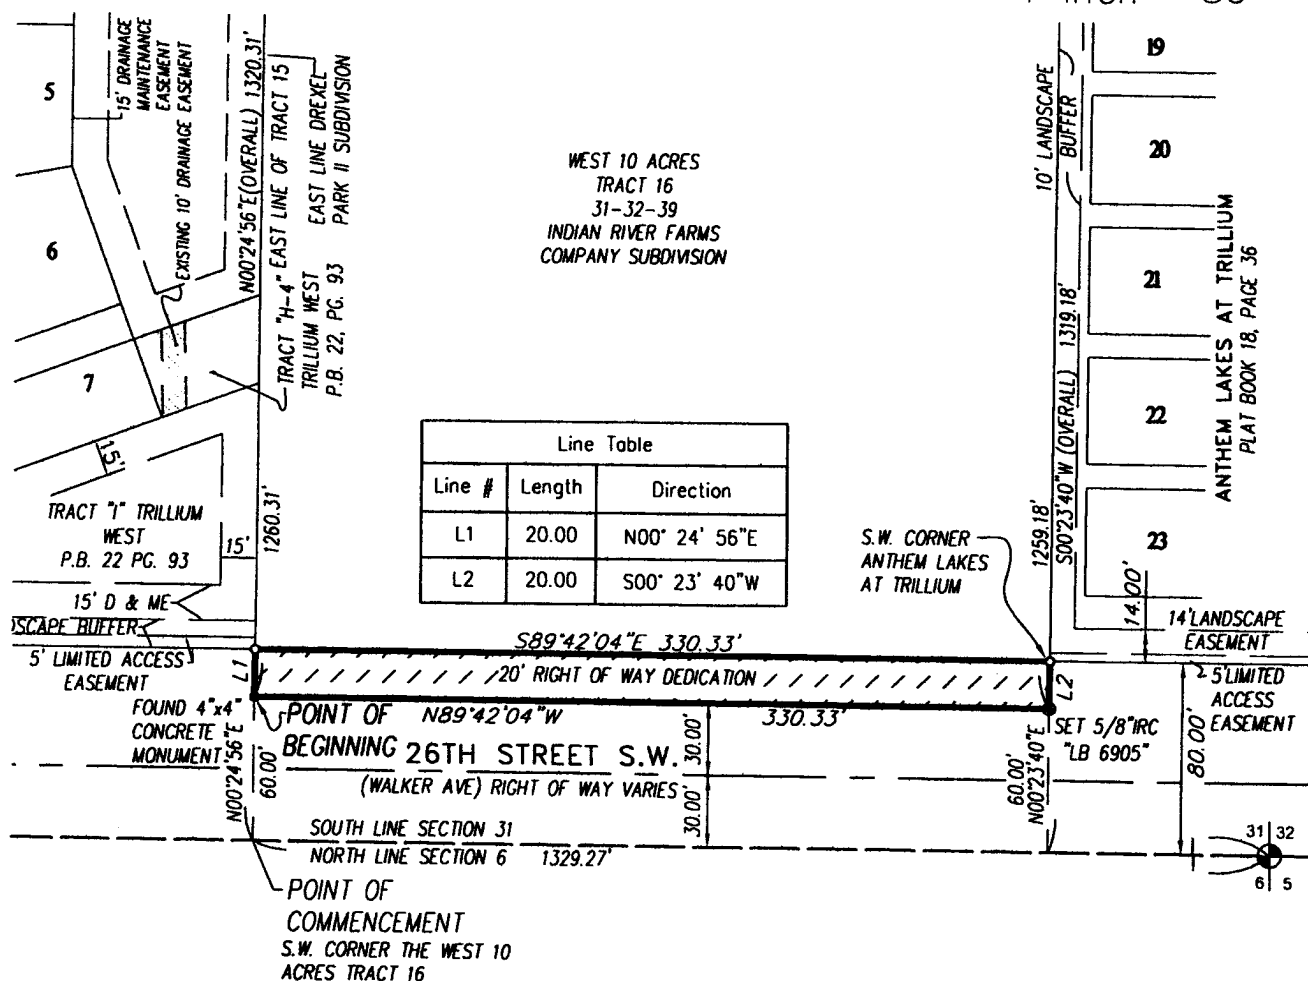 5
6
7
15' DRAINAGE
MAINTENANCE
EASEMENT
EXISTING 10' DRAINAGE EASEMENT
N00°24'56"E(OVERALL) 1320.31'
EAST LINE OF TRACT 15
EAST LINE DREXEL
PARK II SUBDIVISION
TRACT "H-4"
TRILLIUM WEST
P.B. 22, PG. 93
WEST 10 ACRES
TRACT 16
31-32-39
INDIAN RIVER FARMS
COMPANY SUBDIVISION
10' LANDSCAPE
BUFFER
19
20
21
22
23
ANTHEM LAKES AT TRILLIUM
PLAT BOOK 18, PAGE 36
S00°23'40"W (OVERALL) 1319.18'
1259.18'
15'
TRACT "I" TRILLIUM
WEST
P.B. 22 PG. 93
15'
1260.31'
Line Table
Line # Length Direction
L1 20.00 N00° 24' 56"E
L2 20.00 S00° 23' 40"W
S.W. CORNER
ANTHEM LAKES
AT TRILLIUM
14.00'
14'LANDSCAPE
EASEMENT
15' D & ME
SCAPE BUFFER
5' LIMITED ACCESS
EASEMENT
S89°42'04"E 330.33'
L1
20' RIGHT OF WAY DEDICATION
L2
5'LIMITED
ACCESS
EASEMENT
FOUND 4"x4"
CONCRETE
MONUMENT
POINT OF
BEGINNING
N89°42'04"W 330.33'
SET 5/8"IRC
"LB 6905"
80.00'
N00°24'56"E
60.00'
26TH STREET S.W.
(WALKER AVE) RIGHT OF WAY VARIES
30.00'
30.00'
60.00'
N00°23'40"E
SOUTH LINE SECTION 31
NORTH LINE SECTION 6 1329.27'
31 32
6 5
POINT OF
COMMENCEMENT
S.W. CORNER THE WEST 10
ACRES TRACT 16